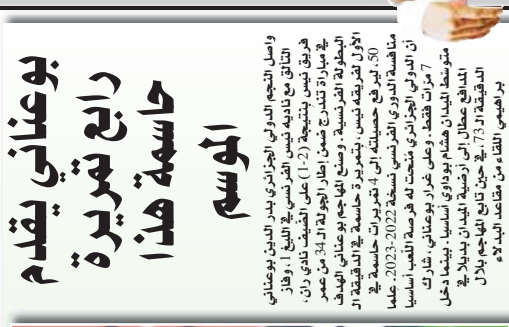 بوعناني يقدم
رابع تمريرة
حاسمة هذا
الموسم
واصل النجم الدولي الجزائري بدر الدين بوعناني
التألق مع ناديه نيس الفرنسي في الليغ 1. وفاز
فريق نيس بنتيجة (2-1) على الضيف نادي ران،
في مباراة تندرج ضمن إطار الجولة الـ 34 من عمر
البطولة الفرنسية. وصنع المهاجم بوعناني الهدف
الأول لفريقه نيس، بتمريرة حاسمة في الدقيقة الـ
50، ليرفع حصيلته إلى 4 تمريرات حاسمة في
منافسة الدوري الفرنسي نسخة 2022-2023. علما
أن الدولي الجزائري منحت له فرصة اللعب أساسيا
7 مرات فقط. وعلى غرار بوعناني، شارك
متوسط الميدان هشام بوداوي أساسيا. بينما دخل
المدافع عطال إلى أرضية الميدان بديلا في
الدقيقة الـ 73. في حين تابع المهاجم بلال
براهيمي اللقاء من مقاعد البدلاء